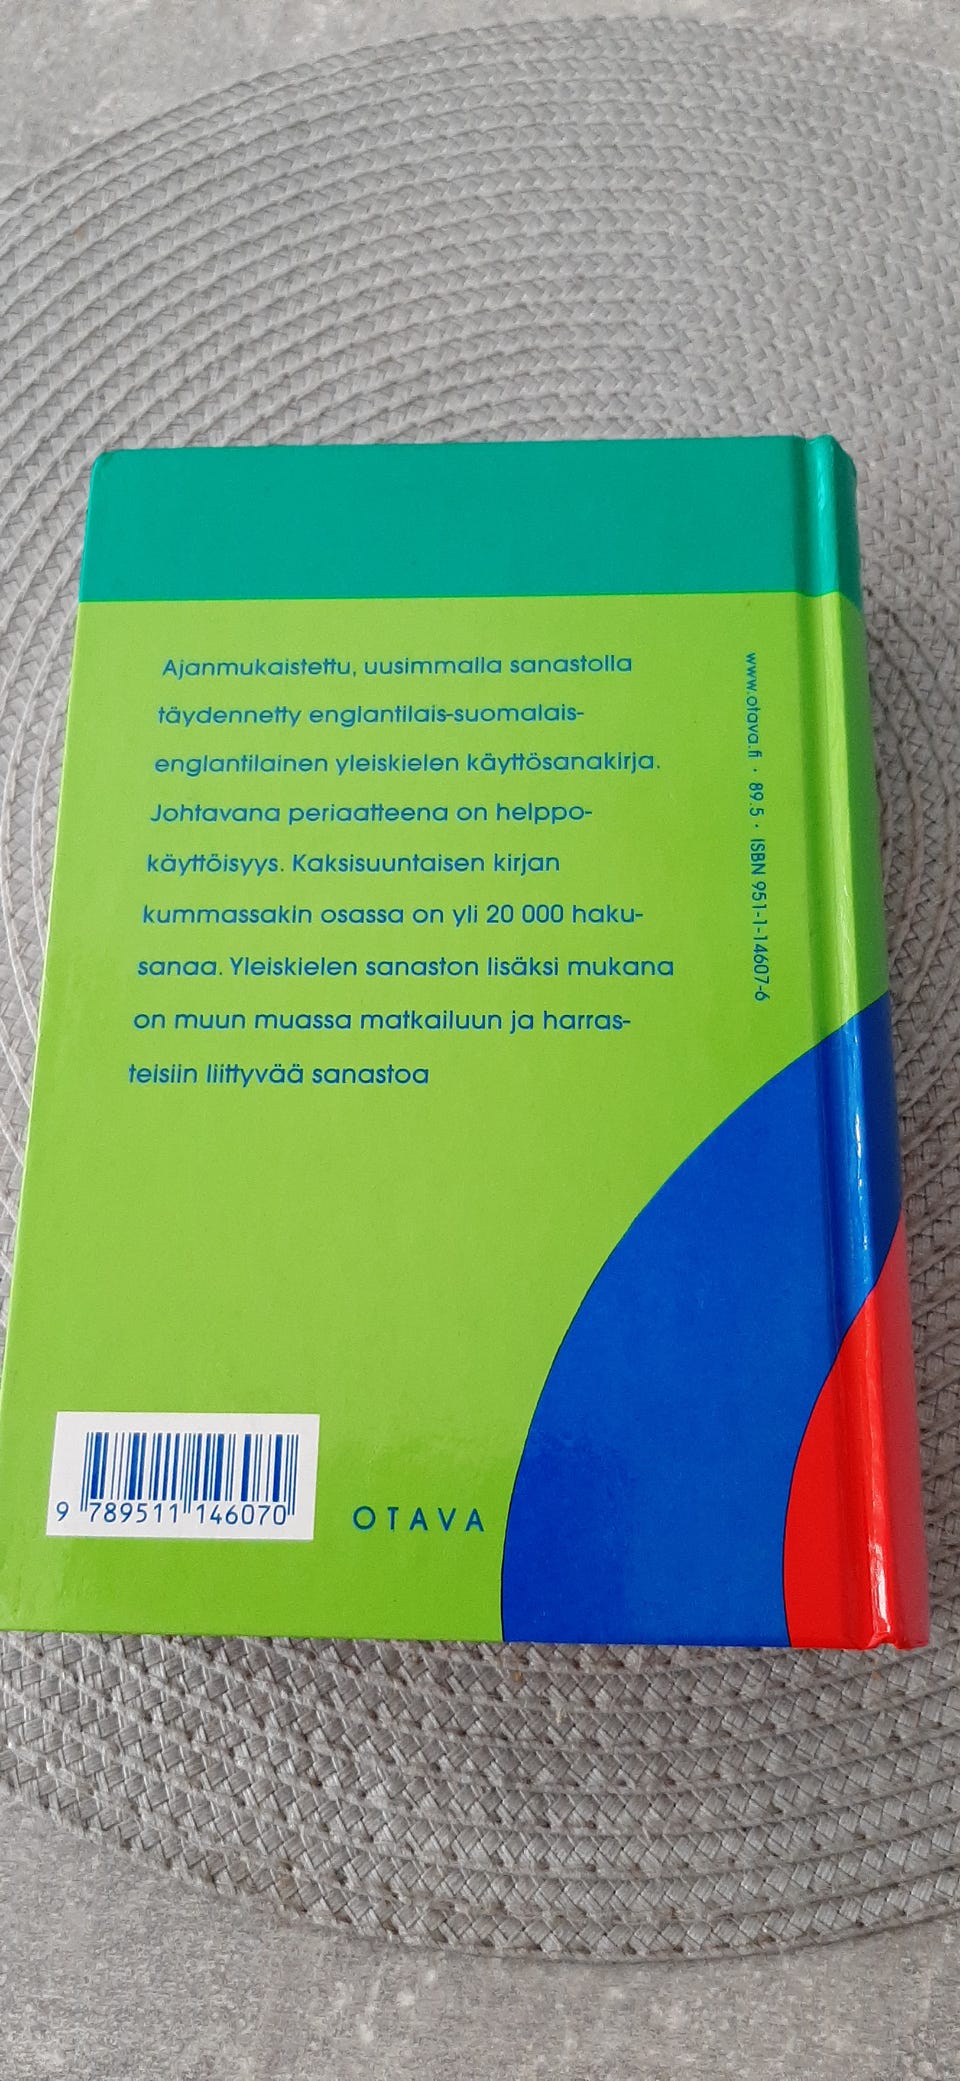 Ajanmukaistettu, uusimmalla sanastolla
täydennetty englantilais-suomalais-
englantilainen yleiskielen käyttösanakirja.
Johtavana periaatteena on helppo-
käyttöisyys. Kaksisuuntaisen kirjan
kummassakin osassa on yli 20 000 haku-
sanaa. Yleiskielen sanaston lisäksi mukana
on muun muassa matkailuun ja harras-
teisiin liittyvää sanastoa
www.otava.fi · 89.5 · ISBN 951-1-14607-6
9 789511 146070
OTAVA